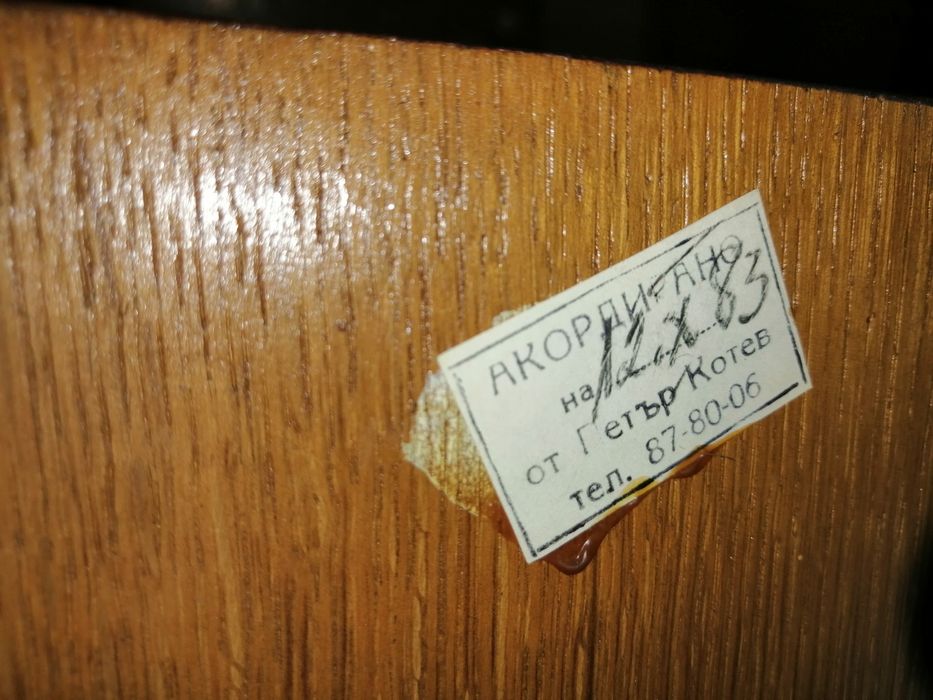 АКОРДИРАНО
на 12.X.83
от Петър Котев
тел. 87-80-06